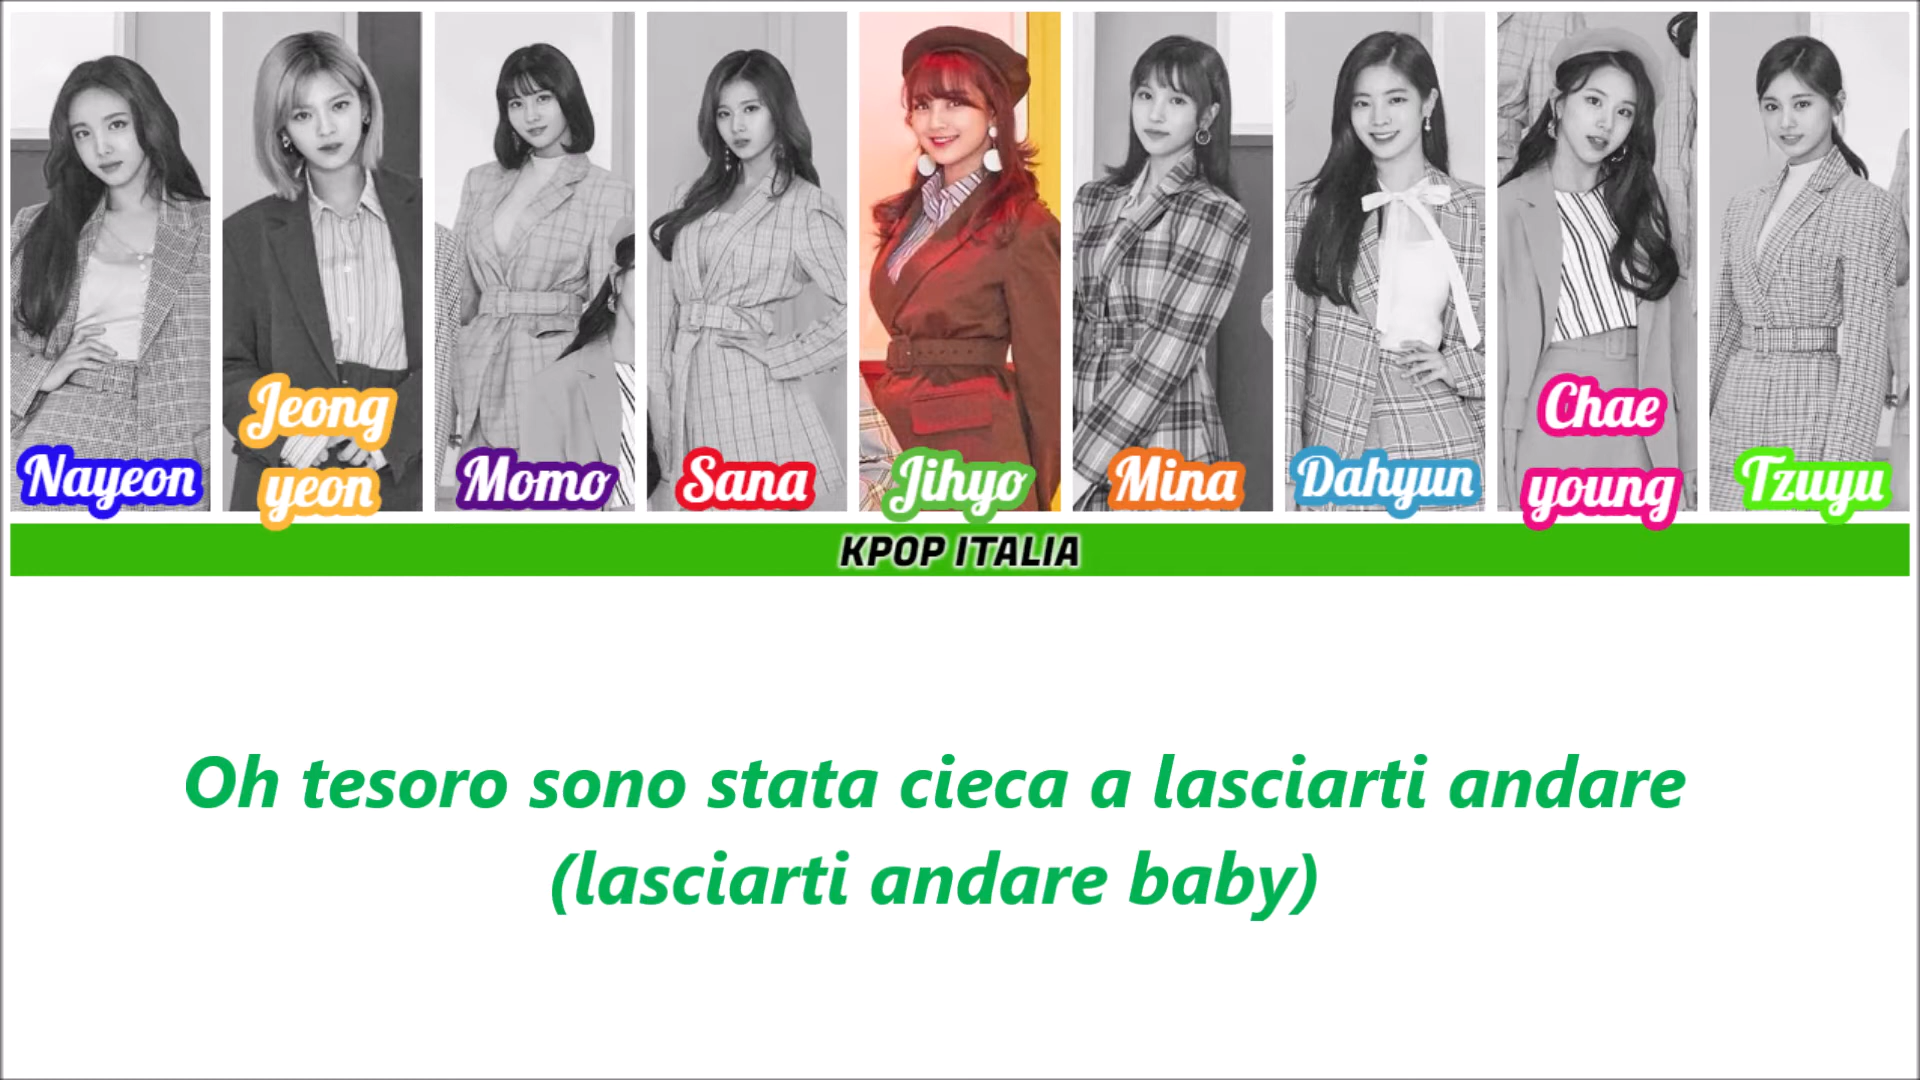 Nayeon
Jeong
yeon
Momo
Sana
Jihyo
Mina
Dahyun
Chae
young
Tzuyu
KPOP ITALIA
Oh tesoro sono stata cieca a lasciarti andare
(lasciarti andare baby)